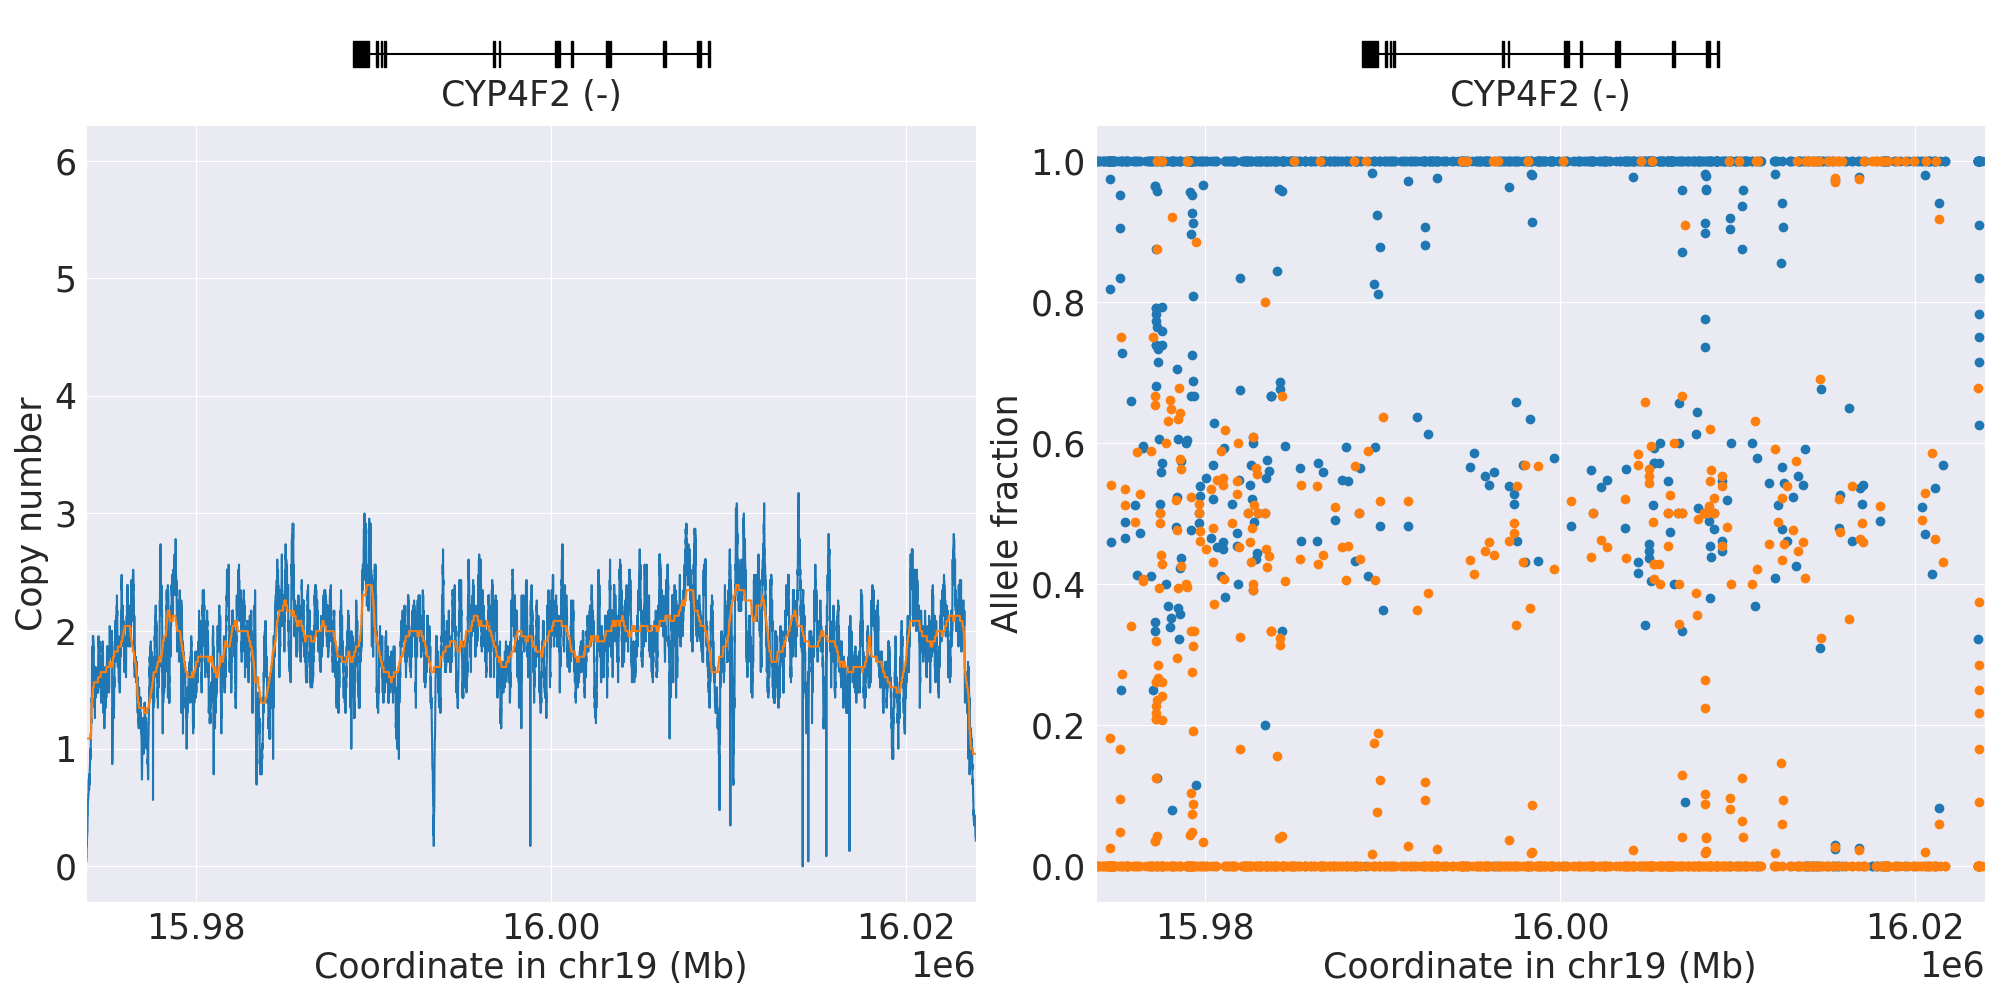 CYP4F2 (-)
Copy number
6
5
4
3
2
1
0
15.98
16.00
16.02
Coordinate in chr19 (Mb)
1e6
CYP4F2 (-)
Allele fraction
1.0
0.8
0.6
0.4
0.2
0.0
15.98
16.00
16.02
Coordinate in chr19 (Mb)
1e6